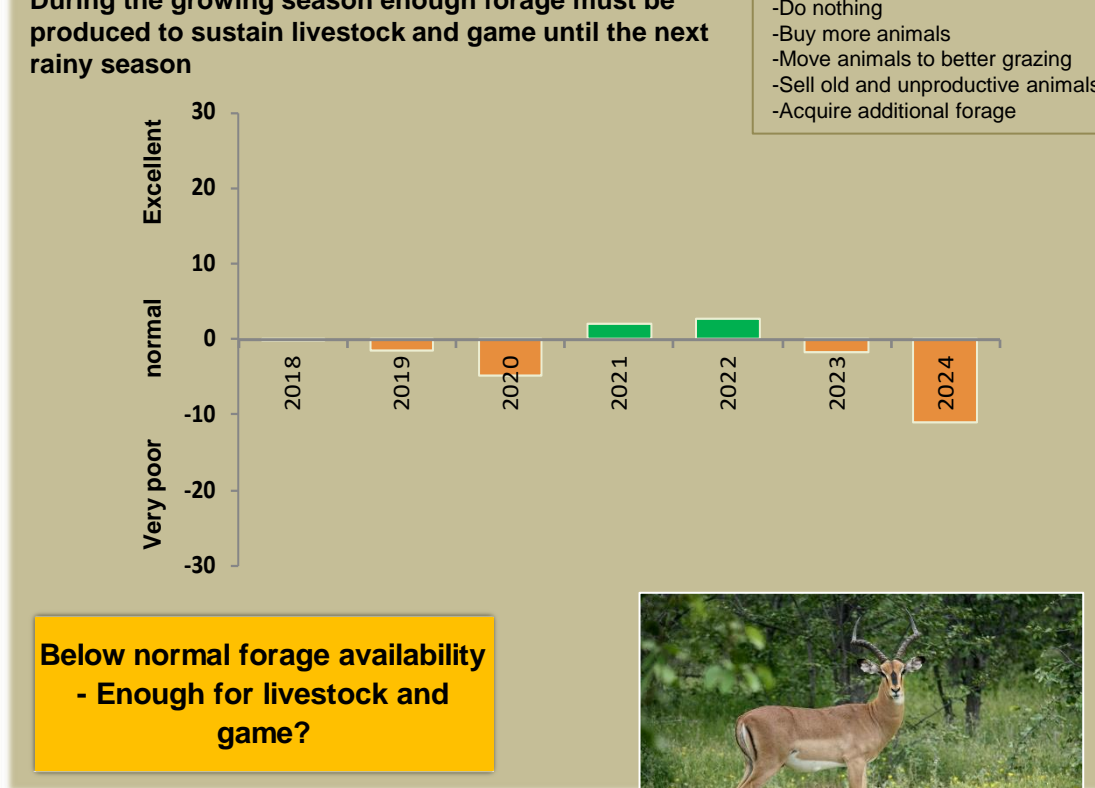 During the growing season enough forage must be
produced to sustain livestock and game until the next
rainy season
-Do nothing
-Buy more animals
-Move animals to better grazing
-Sell old and unproductive animals
-Acquire additional forage
30
20
10
0
-10
-20
-30
Excellent
normal
Very poor
2018
2019
2020
2021
2022
2023
2024
Below normal forage availability
- Enough for livestock and
game?